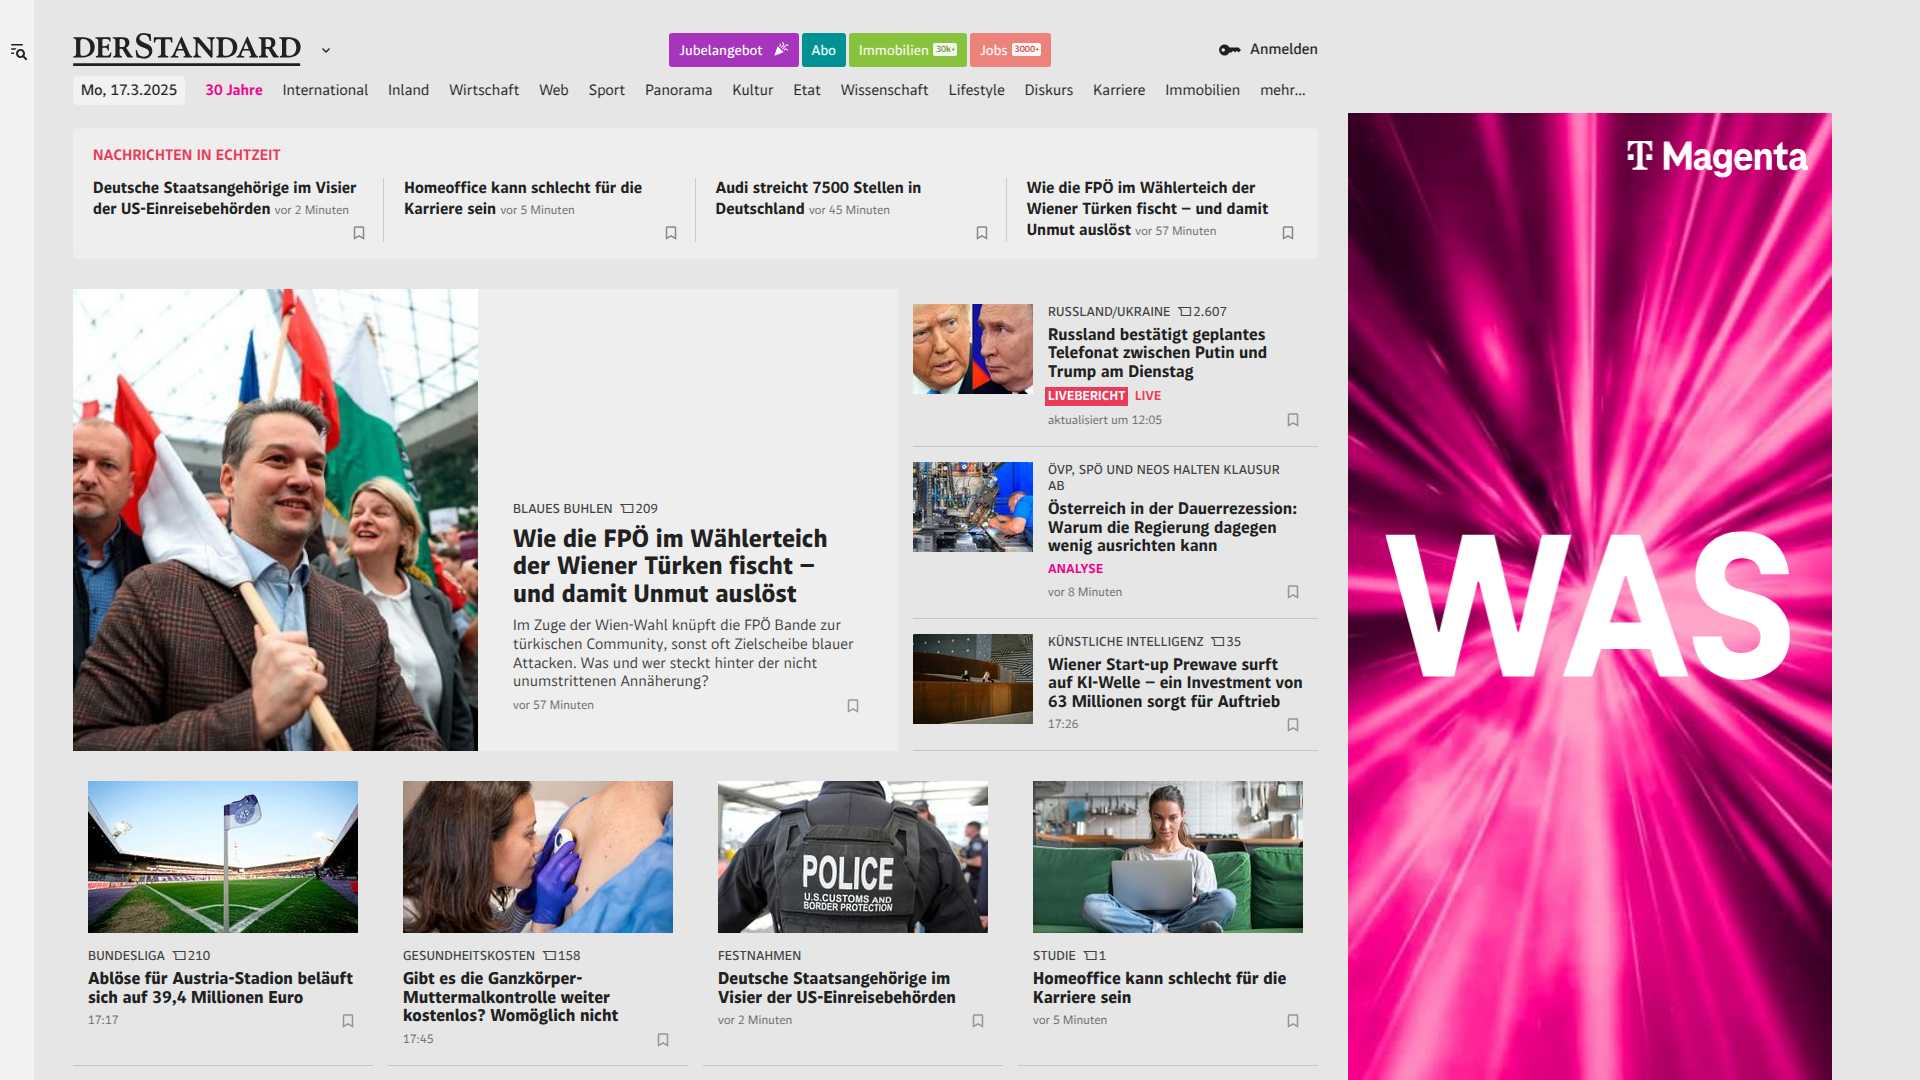 DERSTANDARD
Jubelangebot
Abo
Immobilien 30k+
Jobs 3000+
Anmelden
Mo, 17.3.2025
30 Jahre
International
Inland
Wirtschaft
Web
Sport
Panorama
Kultur
Etat
Wissenschaft
Lifestyle
Diskurs
Karriere
Immobilien
mehr...
NACHRICHTEN IN ECHTZEIT
Deutsche Staatsangehörige im Visier
der US-Einreisebehörden vor 2 Minuten
Homeoffice kann schlecht für die
Karriere sein vor 5 Minuten
Audi streicht 7500 Stellen in
Deutschland vor 45 Minuten
Wie die FPÖ im Wählerteich der
Wiener Türken fischt – und damit
Unmut auslöst vor 57 Minuten
BLAUES BUHLEN 209
Wie die FPÖ im Wählerteich
der Wiener Türken fischt –
und damit Unmut auslöst
Im Zuge der Wien-Wahl knüpft die FPÖ Bande zur
türkischen Community, sonst oft Zielscheibe blauer
Attacken. Was und wer steckt hinter der nicht
unumstrittenen Annäherung?
vor 57 Minuten
RUSSLAND/UKRAINE 2.607
Russland bestätigt geplantes
Telefonat zwischen Putin und
Trump am Dienstag
LIVEBERICHT LIVE
aktualisiert um 12:05
ÖVP, SPÖ UND NEOS HALTEN KLAUSUR
AB
Österreich in der Dauerrezession:
Warum die Regierung dagegen
wenig ausrichten kann
ANALYSE
vor 8 Minuten
KÜNSTLICHE INTELLIGENZ 35
Wiener Start-up Prewave surft
auf KI-Welle – ein Investment von
63 Millionen sorgt für Auftrieb
17:26
BUNDESLIGA 210
Ablöse für Austria-Stadion beläuft
sich auf 39,4 Millionen Euro
17:17
GESUNDHEITSKOSTEN 158
Gibt es die Ganzkörper-
Muttermalkontrolle weiter
kostenlos? Womöglich nicht
17:45
POLICE
U.S. CUSTOMS AND
BORDER PROTECTION
FESTNAHMEN
Deutsche Staatsangehörige im
Visier der US-Einreisebehörden
vor 2 Minuten
STUDIE 1
Homeoffice kann schlecht für die
Karriere sein
vor 5 Minuten
T Magenta
WAS